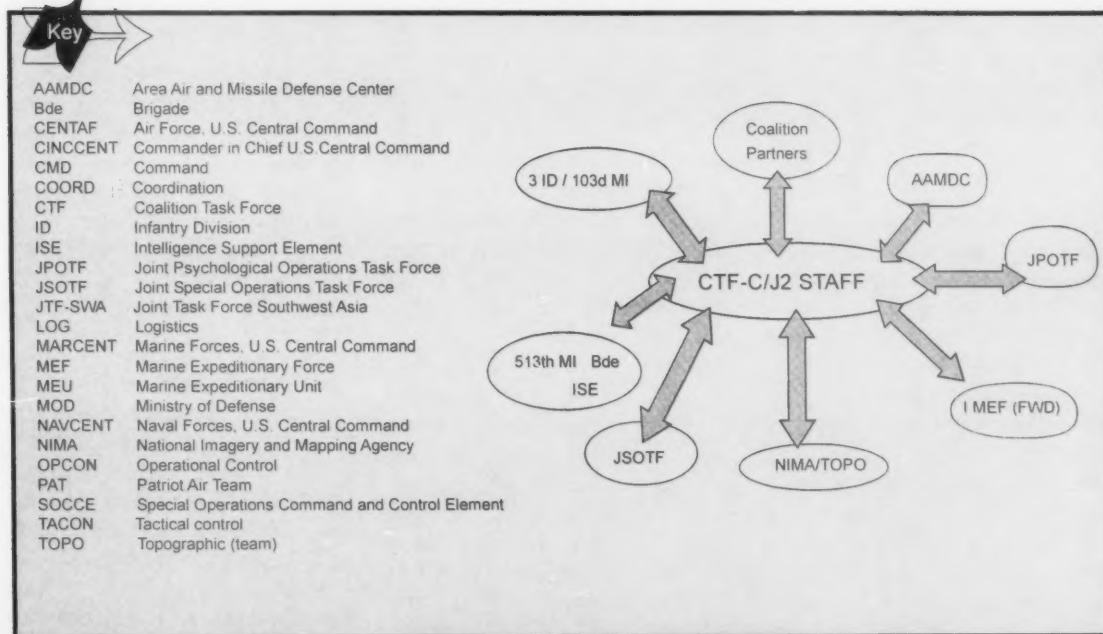 Key
AAMDC Area Air and Missile Defense Center
Bde Brigade
CENTAF Air Force, U.S. Central Command
CINCCENT Commander in Chief U.S.Central Command
CMD Command
COORD Coordination
CTF Coalition Task Force
ID Infantry Division
ISE Intelligence Support Element
JPOTF Joint Psychological Operations Task Force
JSOTF Joint Special Operations Task Force
JTF-SWA Joint Task Force Southwest Asia
LOG Logistics
MARCENT Marine Forces, U.S. Central Command
MEF Marine Expeditionary Force
MEU Marine Expeditionary Unit
MOD Ministry of Defense
NAVCENT Naval Forces, U.S. Central Command
NIMA National Imagery and Mapping Agency
OPCON Operational Control
PAT Patriot Air Team
SOCCE Special Operations Command and Control Element
TACON Tactical control
TOPO Topographic (team)
Coalition
Partners
3 ID / 103d MI
AAMDC
JPOTF
CTF-C/J2 STAFF
513th MI Bde
ISE
I MEF (FWD)
JSOTF
NIMA/TOPO